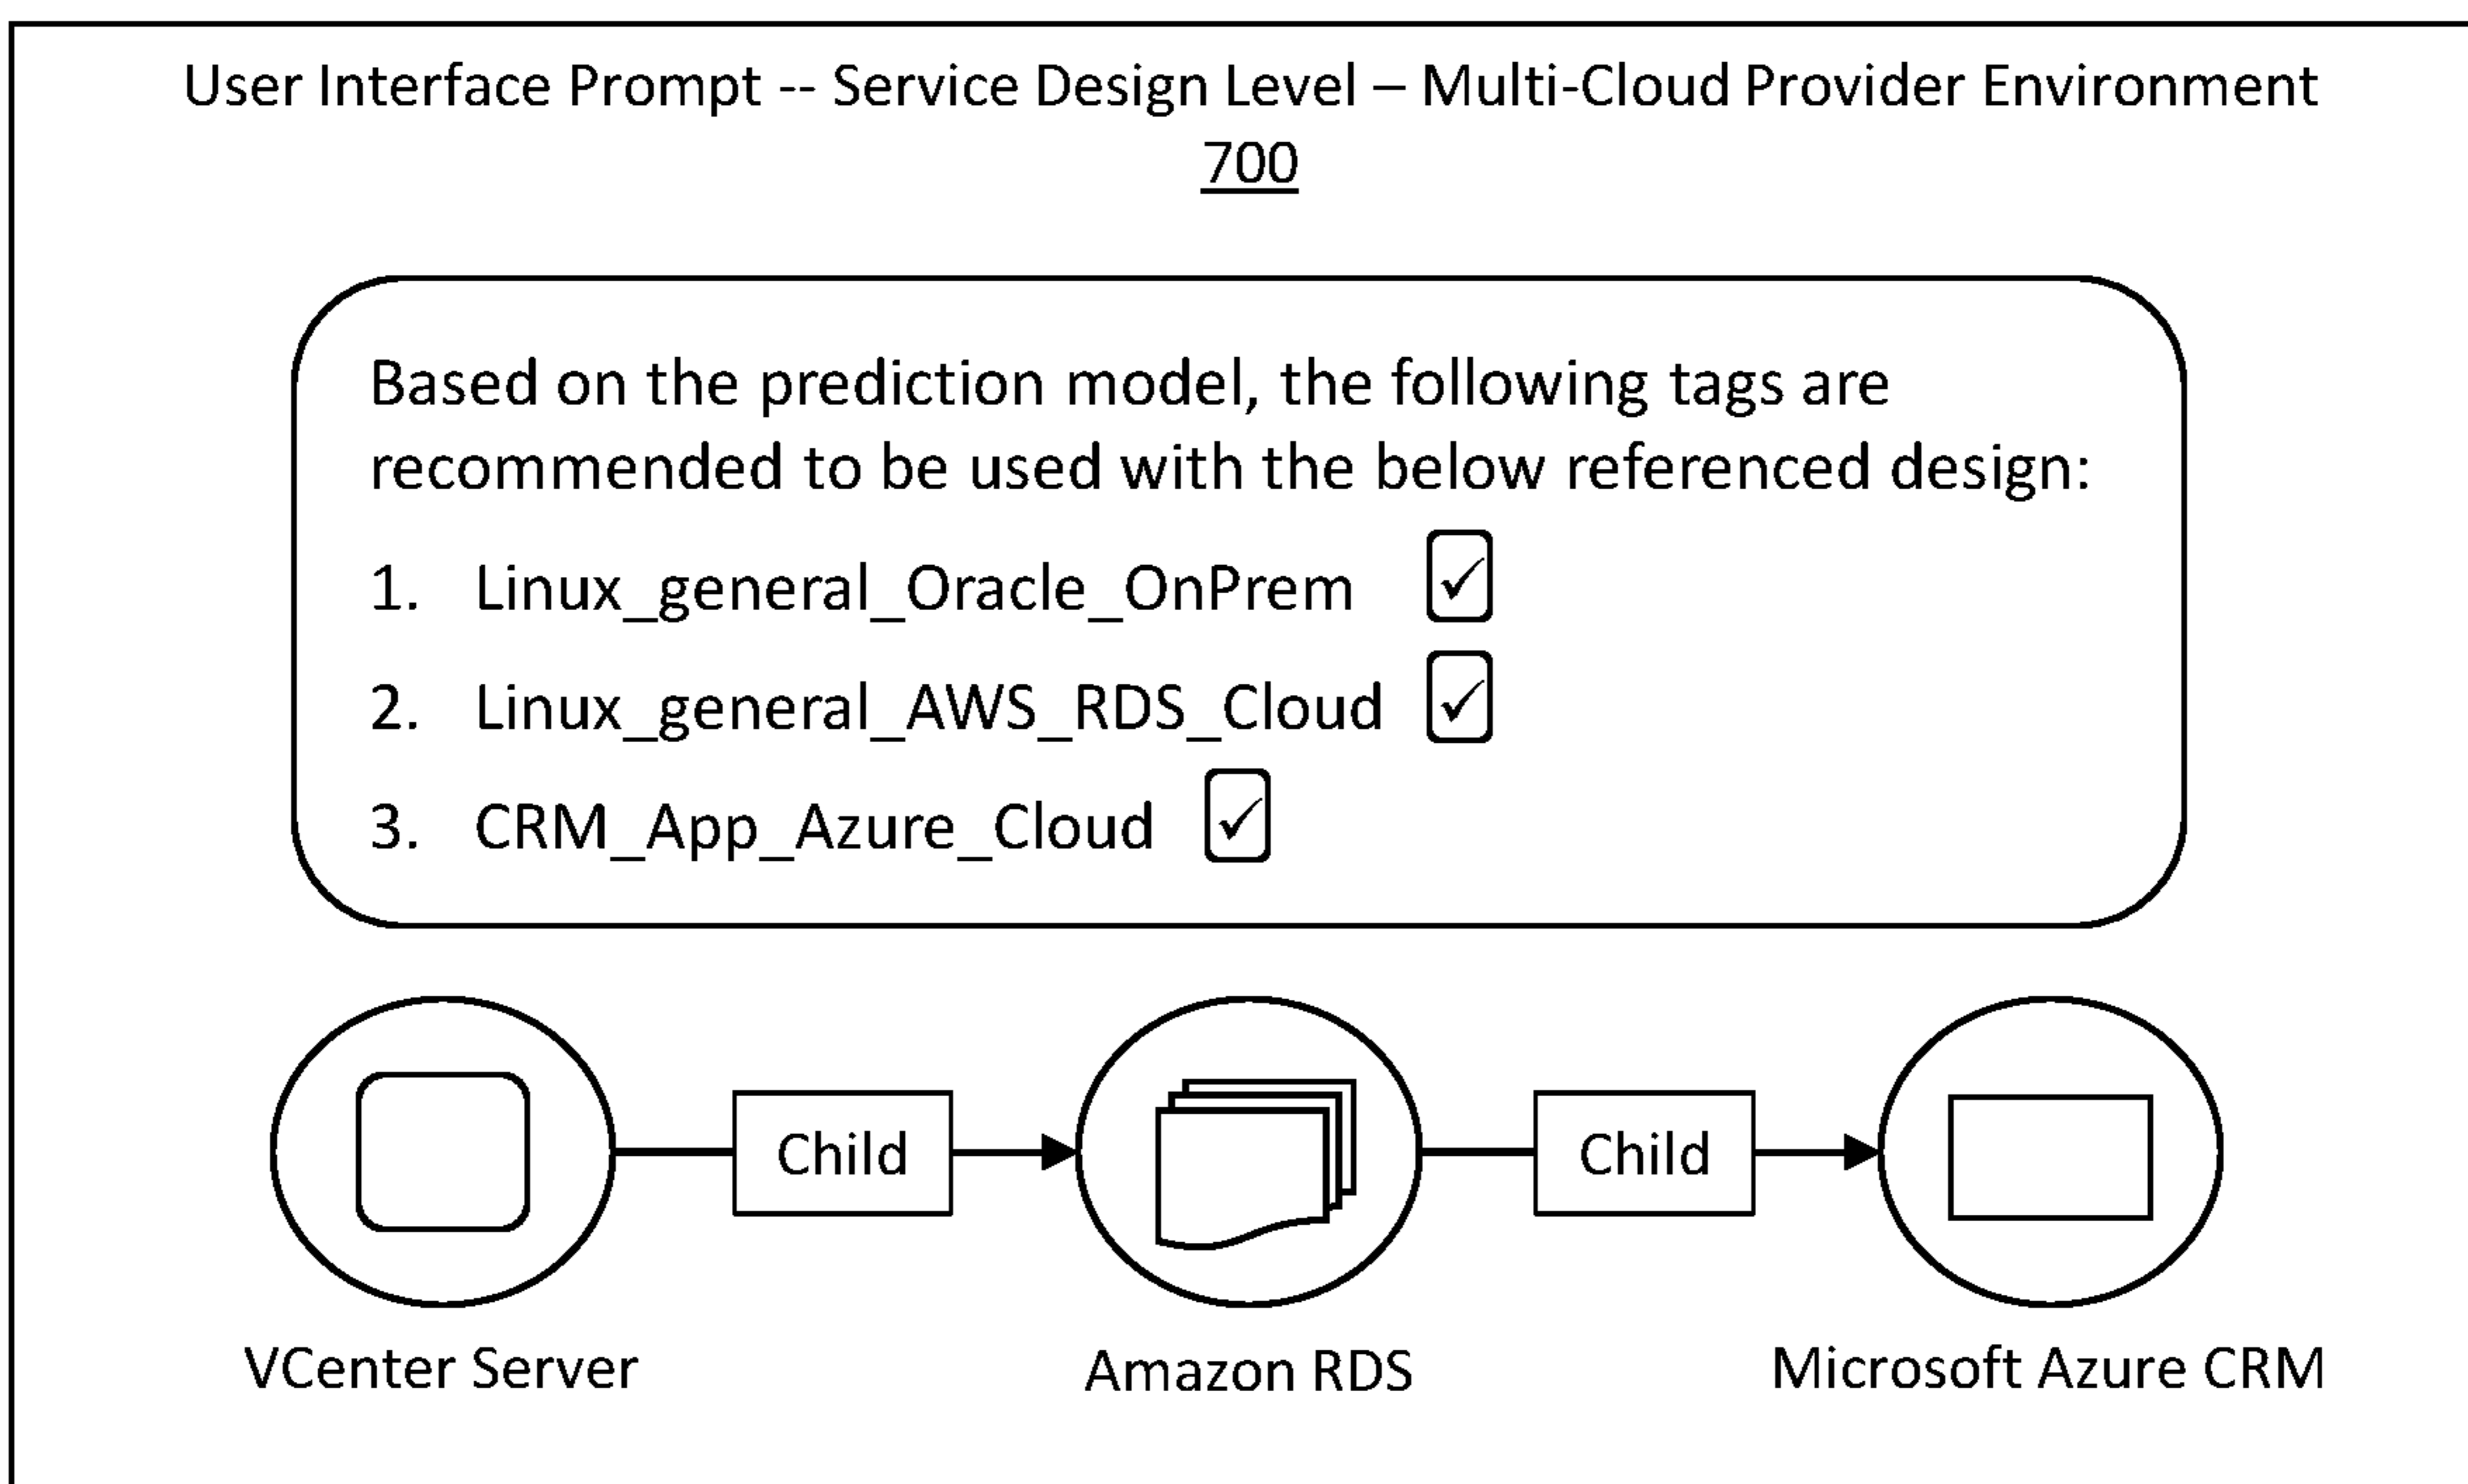 User Interface Prompt -- Service Design Level – Multi-Cloud Provider Environment
700
Based on the prediction model, the following tags are
recommended to be used with the below referenced design:
1. Linux_general_Oracle_OnPrem ✓
2. Linux_general_AWS_RDS_Cloud ✓
3. CRM_App_Azure_Cloud ✓
Child
Child
VCenter Server
Amazon RDS
Microsoft Azure CRM